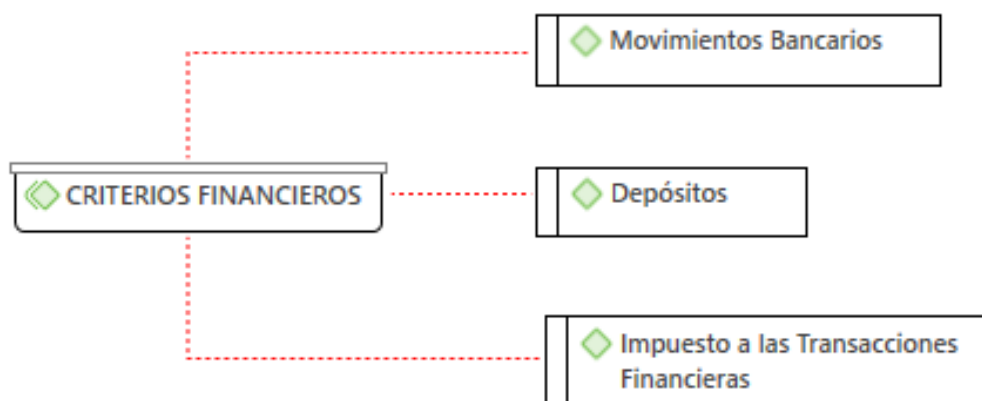 Movimientos Bancarios
CRITERIOS FINANCIEROS
Depósitos
Impuesto a las Transacciones
Financieras